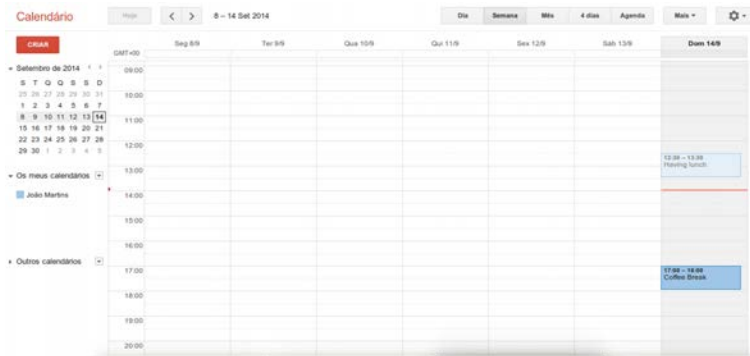 Calendário
Hoje
8 – 14 Set 2014
Dia Semana Mês 4 dias Agenda
Mais
CRIAR
Setembro de 2014
S T Q Q S S D
25 26 27 28 29 30 31
1 2 3 4 5 6 7
8 9 10 11 12 13 14
15 16 17 18 19 20 21
22 23 24 25 26 27 28
29 30 1 2 3 4 5
Os meus calendários
João Martins
Outros calendários
Seg 8/9 Ter 9/9 Qua 10/9 Qui 11/9 Sex 12/9 Sáb 13/9 Dom 14/9
GMT+00
09:00
10:00
11:00
12:00
12:30 – 13:30
Having lunch
13:00
14:00
15:00
16:00
17:00
17:00 – 18:00
Coffee Break
18:00
19:00
20:00